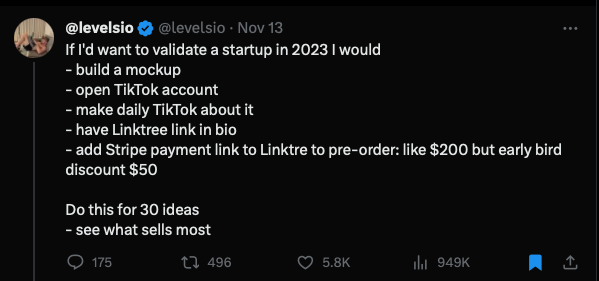 @levelsio @levelsio · Nov 13
If I'd want to validate a startup in 2023 I would
- build a mockup
- open TikTok account
- make daily TikTok about it
- have Linktree link in bio
- add Stripe payment link to Linktre to pre-order: like $200 but early bird
discount $50
Do this for 30 ideas
- see what sells most
175 496 5.8K 949K